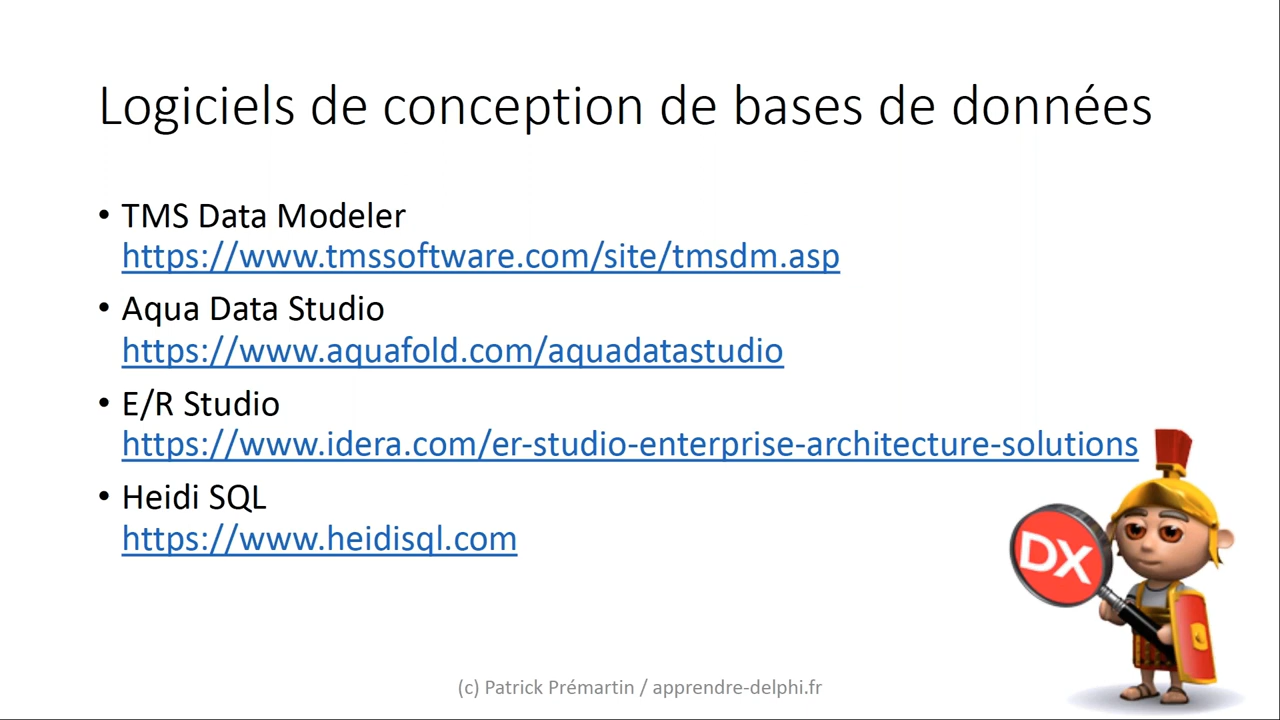 Logiciels de conception de bases de données
• TMS Data Modeler
https://www.tmssoftware.com/site/tmsdm.asp
• Aqua Data Studio
https://www.aquafold.com/aquadatastudio
• E/R Studio
https://www.idera.com/er-studio-enterprise-architecture-solutions
• Heidi SQL
https://www.heidisql.com
DX
(c) Patrick Prémartin / apprendre-delphi.fr